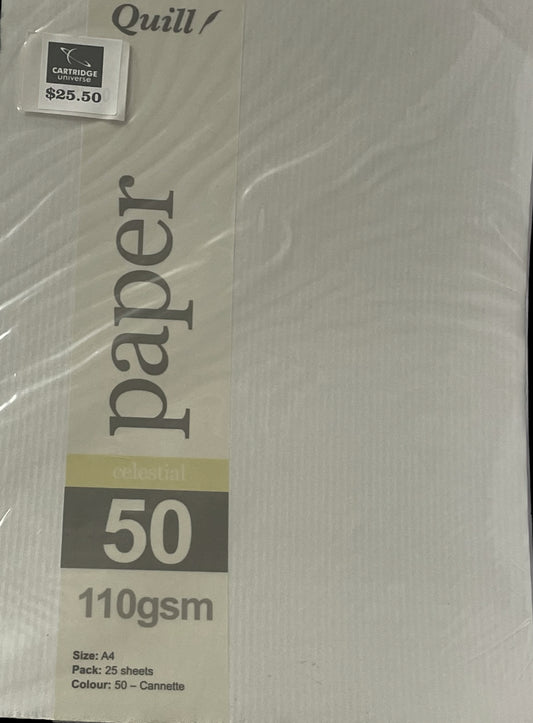 Quill
CARTRIDGE
universe
$25.50
paper
celestial
50
110gsm
Size: A4
Pack: 25 sheets
Colour: 50 – Cannette